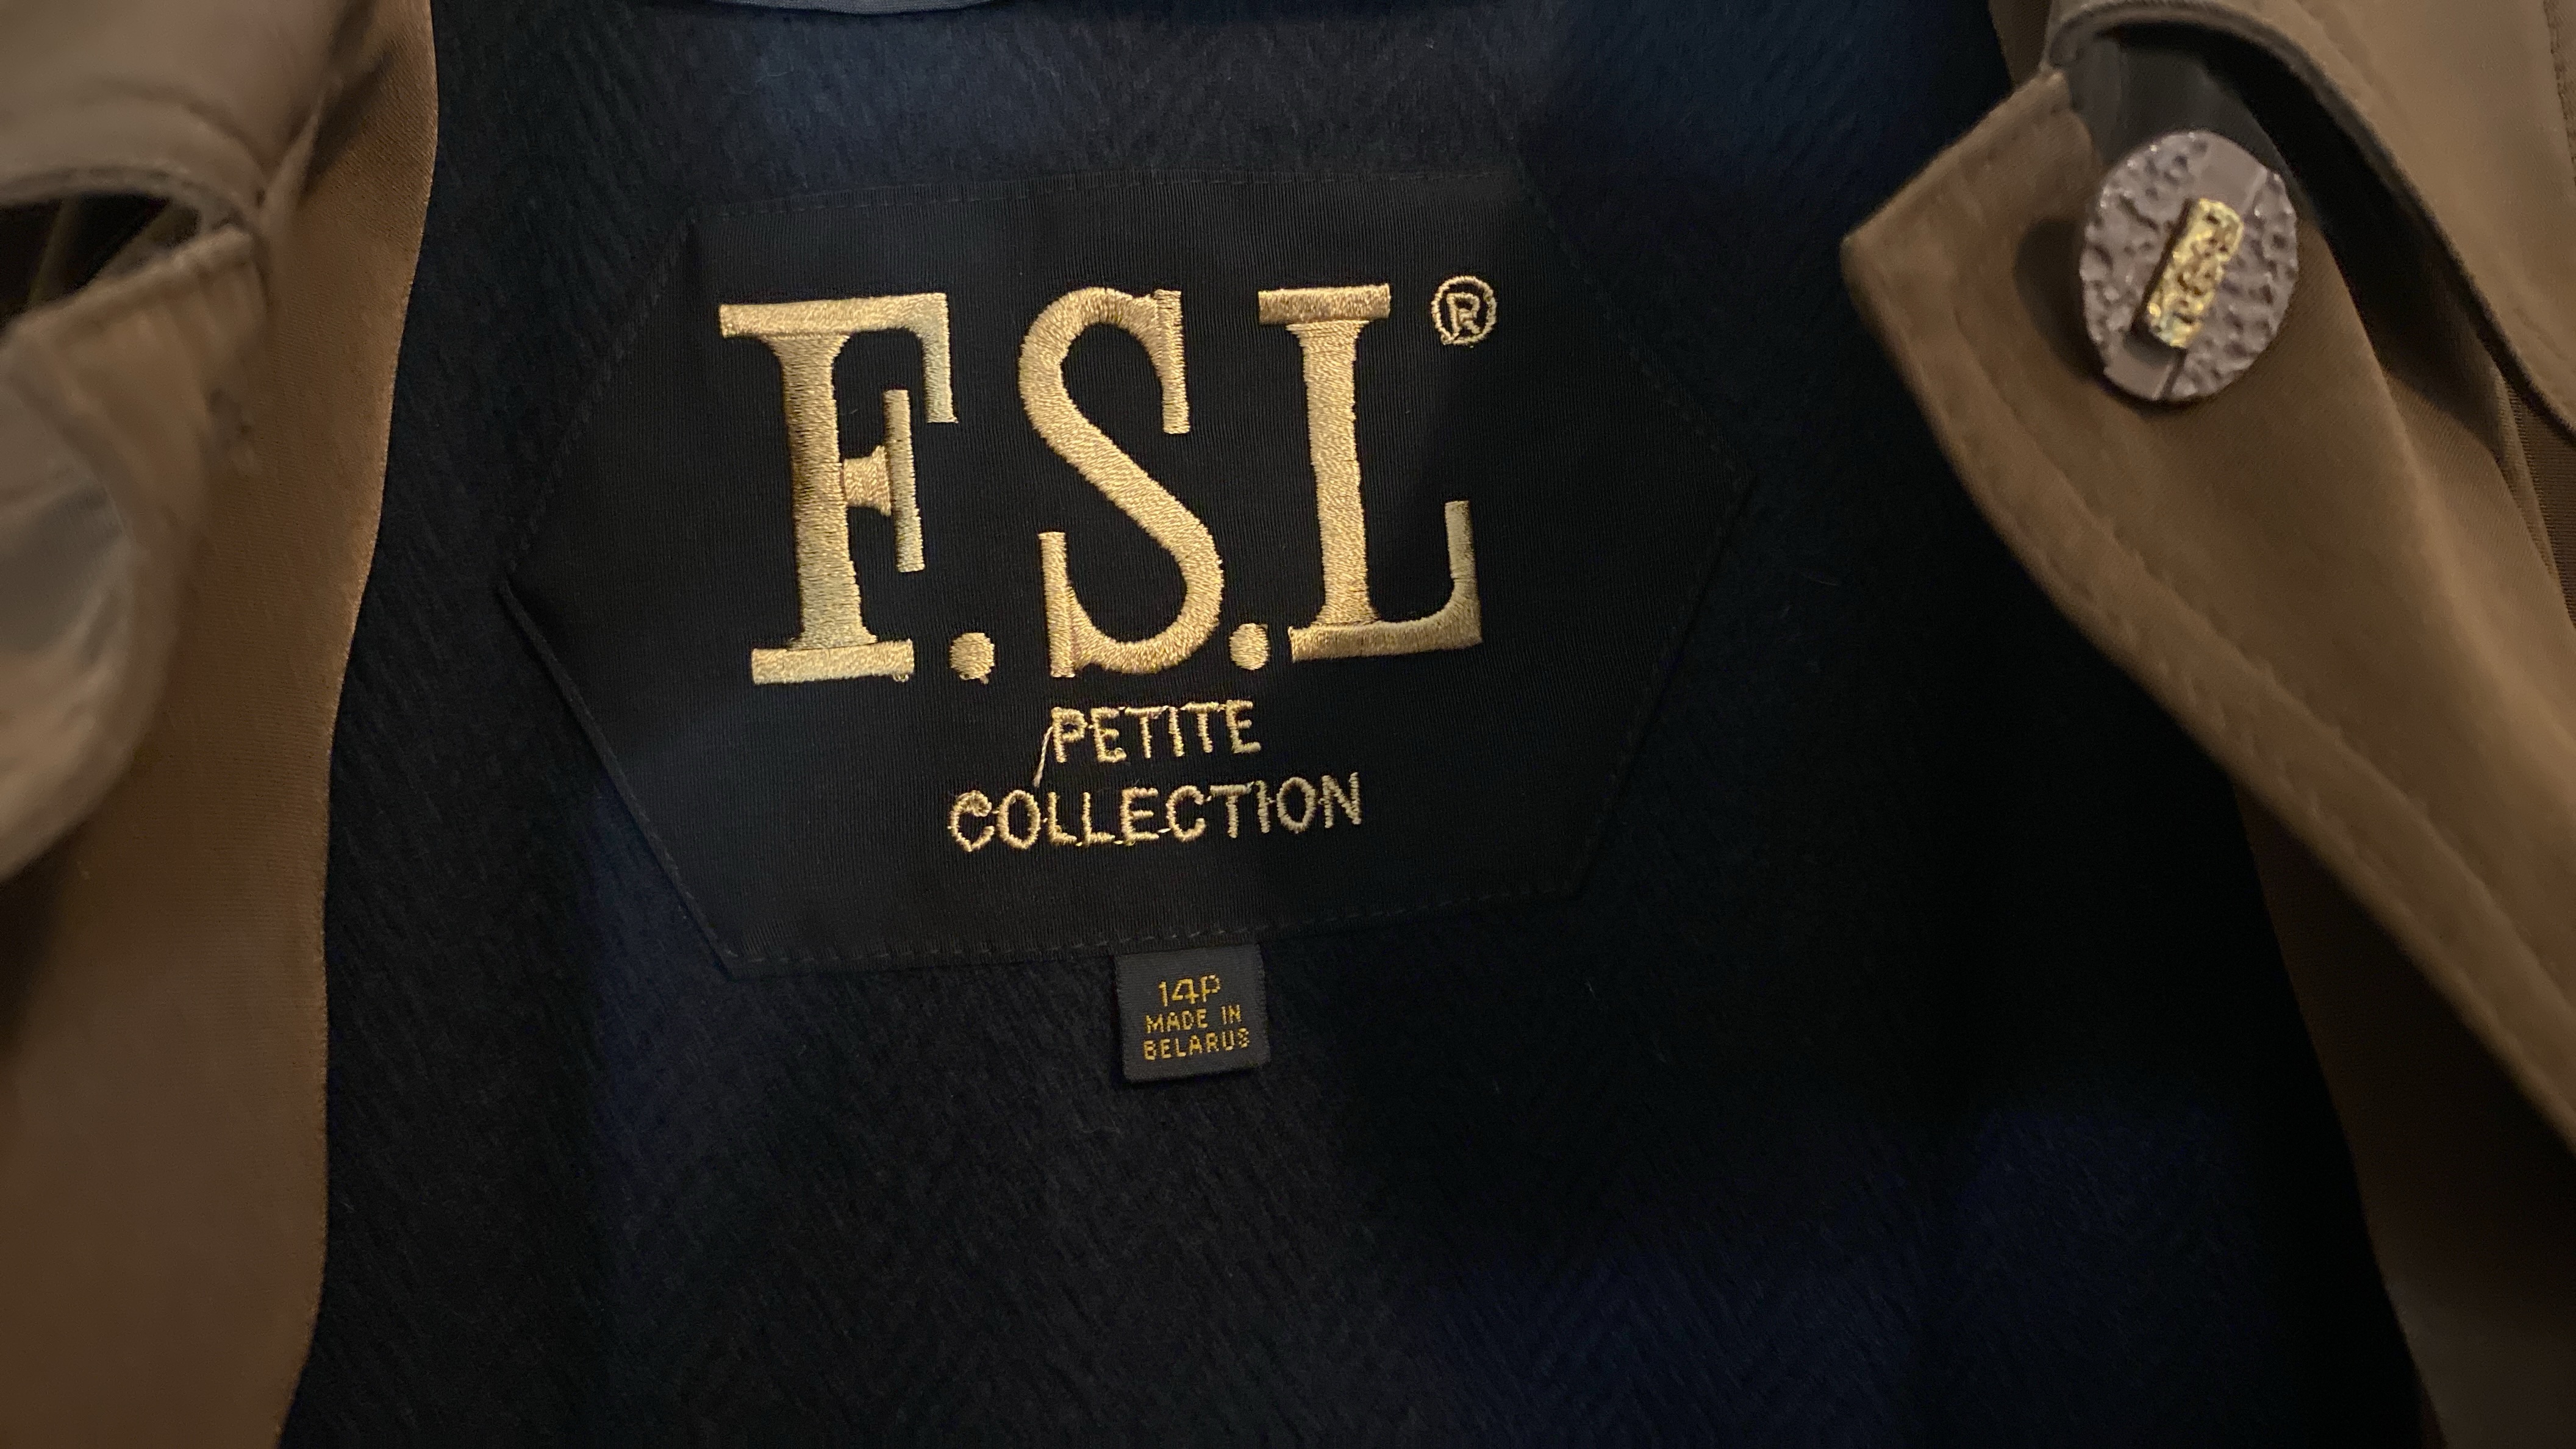 F.S.L®
PETITE
COLLECTION
14P
MADE IN
BELARUS